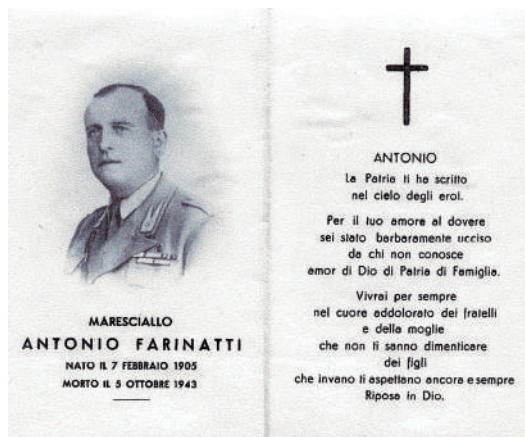 MARESCIALLO
ANTONIO FARINATTI
NATO IL 7 FEBBRAIO 1905
MORTO IL 5 OTTOBRE 1943
ANTONIO
La Patria ti ha scritto
nel cielo degli eroi.
Per il tuo amore al dovere
sei stato barbaramente ucciso
da chi non conosce
amor di Dio di Patria di Famiglia.
Vivrai per sempre
nel cuore addolorato dei fratelli
e della moglie
che non ti sanno dimenticare
dei figli
che invano ti aspettano ancora e sempre
Riposa in Dio.